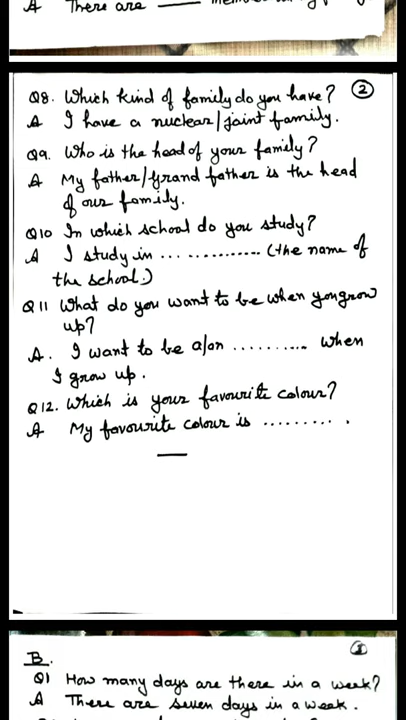 A There are ____
②
Q8. Which kind of family do you have?
A I have a nuclear/joint family.
Q9. Who is the head of your family?
A My father/grand father is the head
of our family.
Q10 In which school do you study?
A I study in .............. (the name of
the school.)
Q11 What do you want to be when you grow
up?
A. I want to be a/an .......... when
I grow up.
Q12. Which is your favourite colour?
A My favourite colour is ......... .
B.
Q1 How many days are there in a week?
A There are seven days in a week.